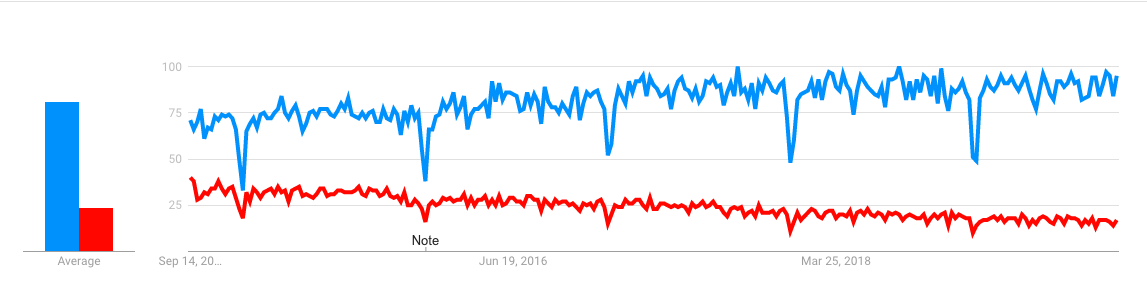 100
75
50
25
Note
Average
Sep 14, 20...
Jun 19, 2016
Mar 25, 2018